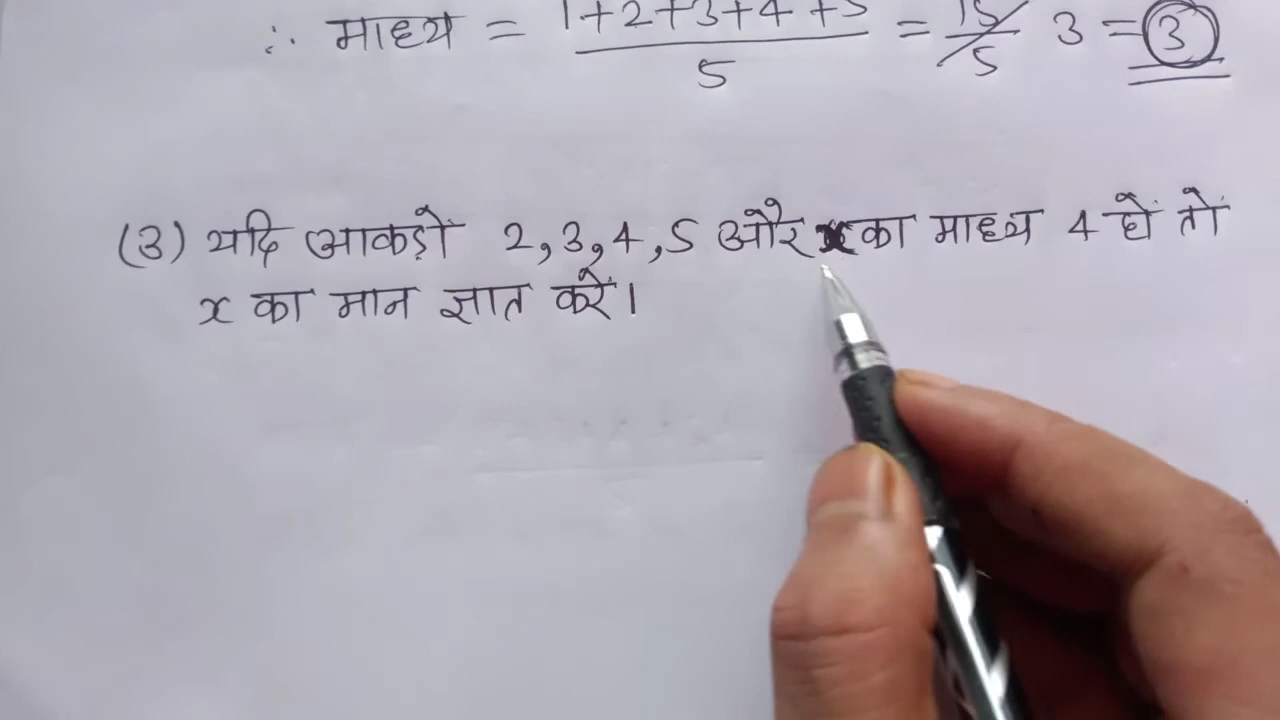 ∴ माध्य = 1+2+3+4+5 / 5 = 15/5 3 = 3
(3) यदि आकड़ों 2,3,4,5 और x का माध्य 4 घें तो
x का मान ज्ञात करें।